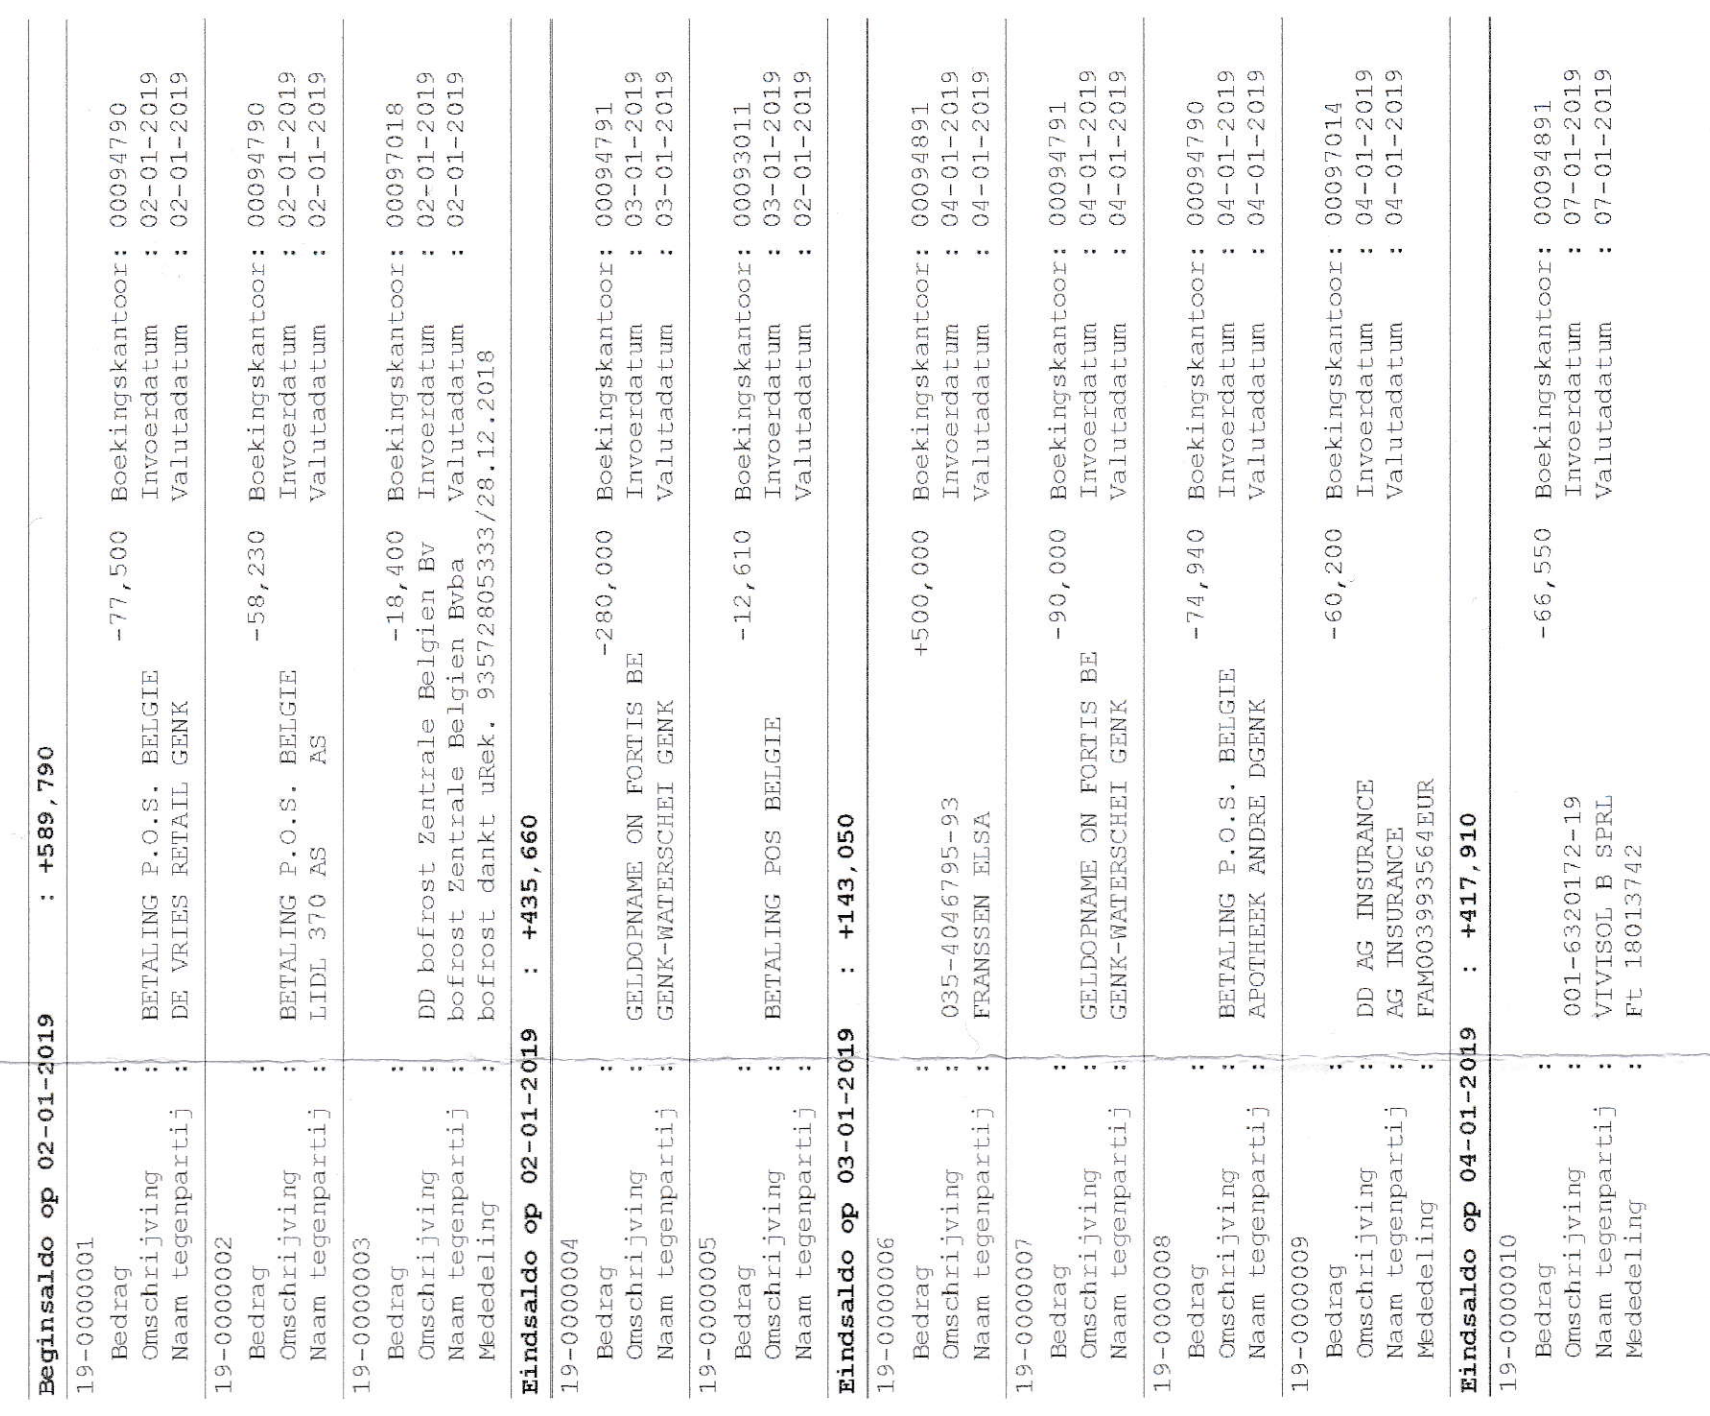 Beginsaldo op 02-01-2019 : +589,790
19-0000001
Bedrag : -77,500 Boekingskantoor: 00094790
Omschrijving : BETALING P.O.S. BELGIE Invoerdatum : 02-01-2019
Naam tegenpartij : DE VRIES RETAIL GENK Valutadatum : 02-01-2019
19-0000002
Bedrag : -58,230 Boekingskantoor: 00094790
Omschrijving : BETALING P.O.S. BELGIE Invoerdatum : 02-01-2019
Naam tegenpartij : LIDL 370 AS AS Valutadatum : 02-01-2019
19-0000003
Bedrag : -18,400 Boekingskantoor: 00097018
Omschrijving : DD bofrost Zentrale Belgien Bv Invoerdatum : 02-01-2019
Naam tegenpartij : bofrost Zentrale Belgien Bvba Valutadatum : 02-01-2019
Mededeling : bofrost dankt uRek. 93572805333/28.12.2018
Eindsaldo op 02-01-2019 : +435,660
19-0000004
Bedrag : -280,000 Boekingskantoor: 00094791
Omschrijving : GELDOPNAME ON FORTIS BE Invoerdatum : 03-01-2019
Naam tegenpartij : GENK-WATERSCHEI GENK Valutadatum : 03-01-2019
19-0000005
Bedrag : -12,610 Boekingskantoor: 00093011
Omschrijving : BETALING POS BELGIE Invoerdatum : 03-01-2019
Naam tegenpartij : Valutadatum : 02-01-2019
Eindsaldo op 03-01-2019 : +143,050
19-0000006
Bedrag : +500,000 Boekingskantoor: 00094891
Omschrijving : 035-4046795-93 Invoerdatum : 04-01-2019
Naam tegenpartij : FRANSSEN ELSA Valutadatum : 04-01-2019
19-0000007
Bedrag : -90,000 Boekingskantoor: 00094791
Omschrijving : GELDOPNAME ON FORTIS BE Invoerdatum : 04-01-2019
Naam tegenpartij : GENK-WATERSCHEI GENK Valutadatum : 04-01-2019
19-0000008
Bedrag : -74,940 Boekingskantoor: 00094790
Omschrijving : BETALING P.O.S. BELGIE Invoerdatum : 04-01-2019
Naam tegenpartij : APOTHEEK ANDRE DGENK Valutadatum : 04-01-2019
19-0000009
Bedrag : -60,200 Boekingskantoor: 00097014
Omschrijving : DD AG INSURANCE Invoerdatum : 04-01-2019
Naam tegenpartij : AG INSURANCE Valutadatum : 04-01-2019
Mededeling : FAMO03993564EUR
Eindsaldo op 04-01-2019 : +417,910
19-0000010
Bedrag : -66,550 Boekingskantoor: 00094891
Omschrijving : 001-6320172-19 Invoerdatum : 07-01-2019
Naam tegenpartij : VIVISOL B SPRL Valutadatum : 07-01-2019
Mededeling : Ft 18013742